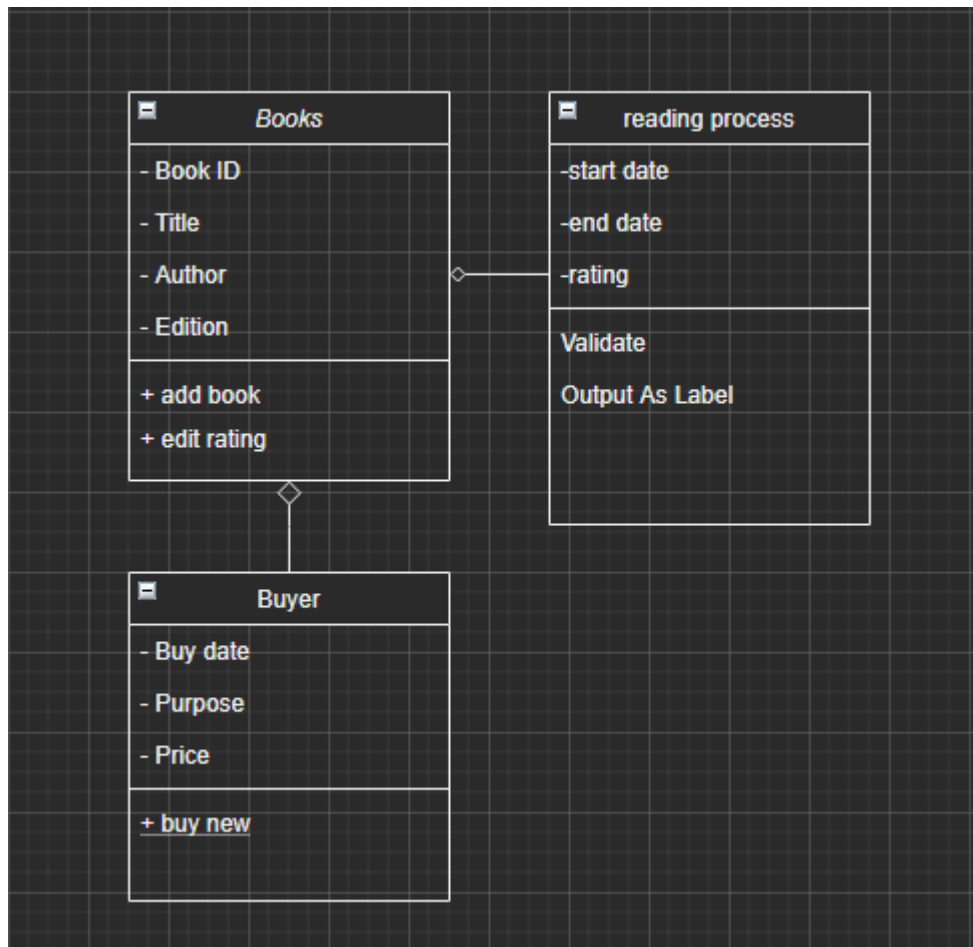 Books
- Book ID
- Title
- Author
- Edition
+ add book
+ edit rating
reading process
-start date
-end date
-rating
Validate
Output As Label
Buyer
- Buy date
- Purpose
- Price
+ buy new